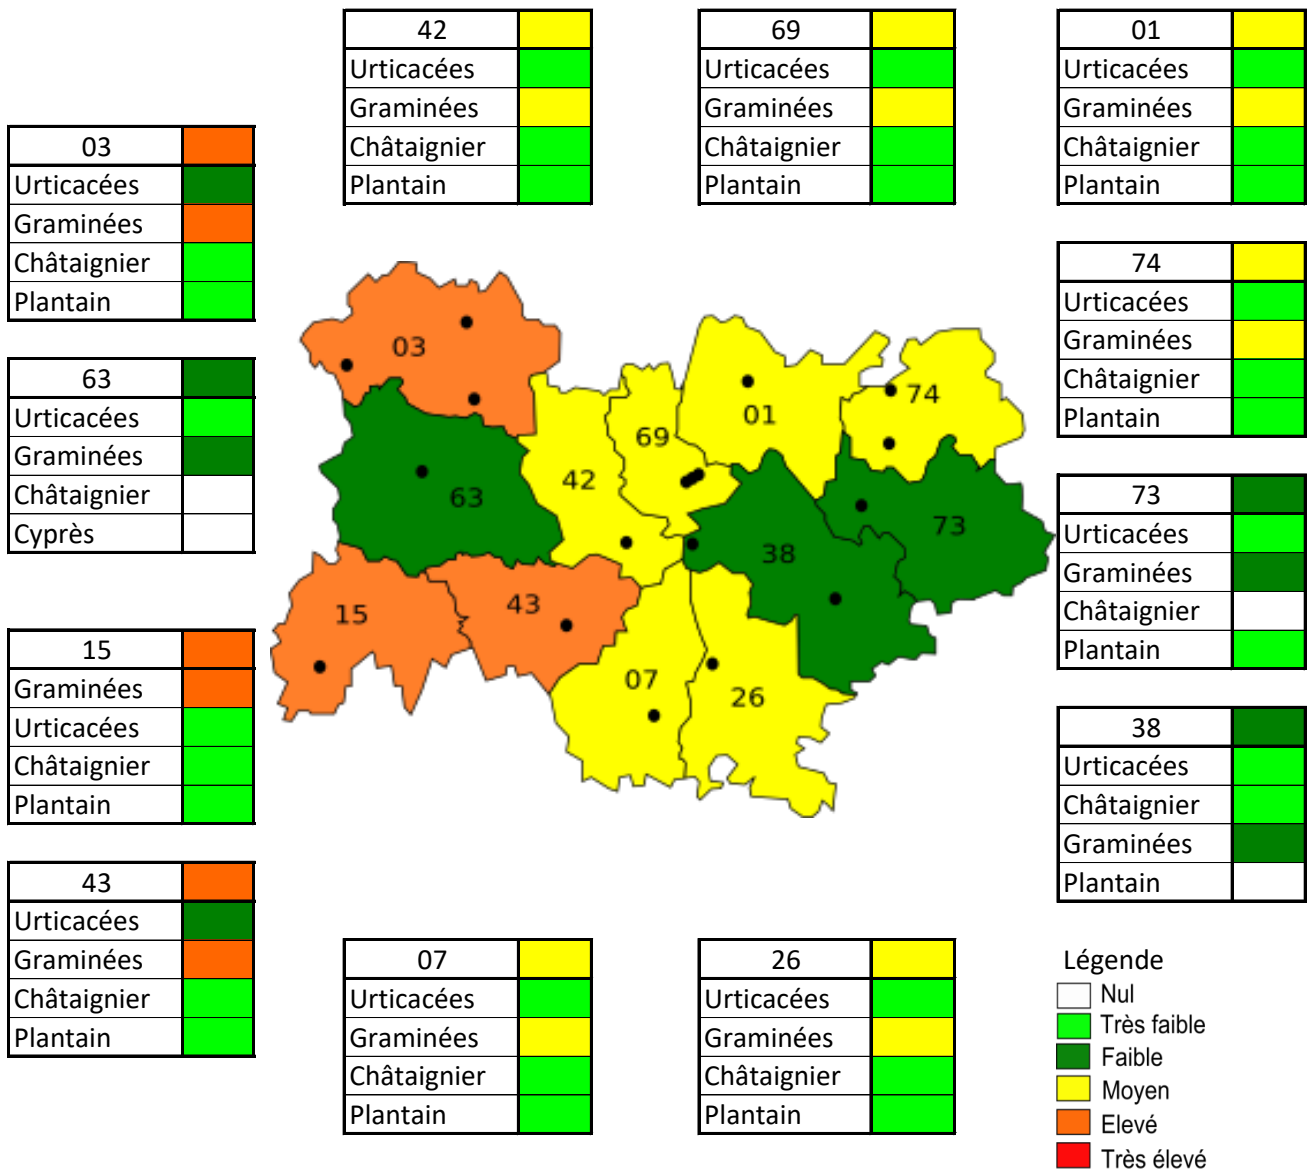 42
Urticacées
Graminées
Châtaignier
Plantain
69
Urticacées
Graminées
Châtaignier
Plantain
01
Urticacées
Graminées
Châtaignier
Plantain
03
Urticacées
Graminées
Châtaignier
Plantain
74
Urticacées
Graminées
Châtaignier
Plantain
63
Urticacées
Graminées
Châtaignier
Cyprès
03
74
01
69
42
63
73
38
43
15
07
26
73
Urticacées
Graminées
Châtaignier
Plantain
15
Graminées
Urticacées
Châtaignier
Plantain
38
Urticacées
Châtaignier
Graminées
Plantain
43
Urticacées
Graminées
Châtaignier
Plantain
07
Urticacées
Graminées
Châtaignier
Plantain
26
Urticacées
Graminées
Châtaignier
Plantain
Légende
Nul
Très faible
Faible
Moyen
Elevé
Très élevé